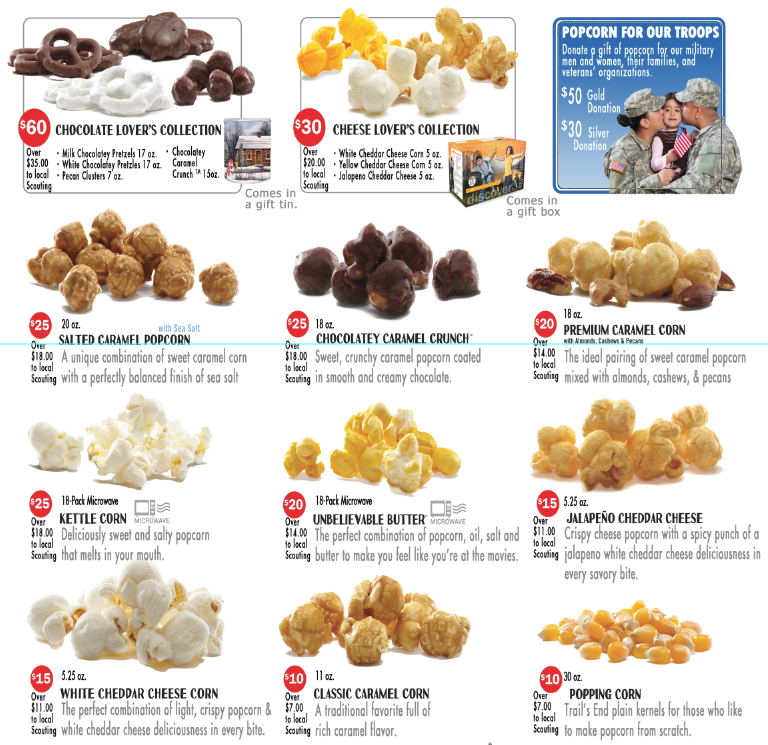 $60 CHOCOLATE LOVER'S COLLECTION
Over
$35.00
to local
Scouting
• Milk Chocolatey Pretzels 17 oz.
• White Chocolatey Pretzles 17 oz.
• Pecan Clusters 7 oz.
• Chocolatey
Caramel
Crunch ™ 15oz.
Comes in
a gift tin.
$30 CHEESE LOVER'S COLLECTION
Over
$20.00
to local
Scouting
• White Cheddar Cheese Corn 5 oz.
• Yellow Cheddar Cheese Corn 5 oz.
• Jalapeno Cheddar Cheese 5 oz.
discover
Comes in
a gift box
POPCORN FOR OUR TROOPS
Donate a gift of popcorn for our military
men and women, their families, and
veterans' organizations.
$50 Gold
Donation
$30 Silver
Donation
$25 20 oz.
with Sea Salt
SALTED CARAMEL POPCORN
Over
$18.00
to local
Scouting
A unique combination of sweet caramel corn
with a perfectly balanced finish of sea salt
$25 18 oz.
CHOCOLATEY CARAMEL CRUNCH™
Over
$18.00
to local
Scouting
Sweet, crunchy caramel popcorn coated
in smooth and creamy chocolate.
$20 18 oz.
PREMIUM CARAMEL CORN
with Almonds, Cashews & Pecans
Over
$14.00
to local
Scouting
The ideal pairing of sweet caramel popcorn
mixed with almonds, cashews, & pecans
$25 18-Pack Microwave
KETTLE CORN
MICROWAVE
Over
$18.00
to local
Scouting
Deliciously sweet and salty popcorn
that melts in your mouth.
$20 18-Pack Microwave
UNBELIEVABLE BUTTER™
MICROWAVE
Over
$14.00
to local
Scouting
The perfect combination of popcorn, oil, salt and
butter to make you feel like you're at the movies.
$15 5.25 oz.
JALAPEÑO CHEDDAR CHEESE
Over
$11.00
to local
Scouting
Crispy cheese popcorn with a spicy punch of a
jalapeno white cheddar cheese deliciousness in
every savory bite.
$15 5.25 oz.
WHITE CHEDDAR CHEESE CORN
Over
$11.00
to local
Scouting
The perfect combination of light, crispy popcorn &
white cheddar cheese deliciousness in every bite.
$10 11 oz.
CLASSIC CARAMEL CORN
Over
$7.00
to local
Scouting
A traditional favorite full of
rich caramel flavor.
$10 30 oz.
POPPING CORN
Over
$7.00
to local
Scouting
Trail's End plain kernels for those who like
to make popcorn from scratch.